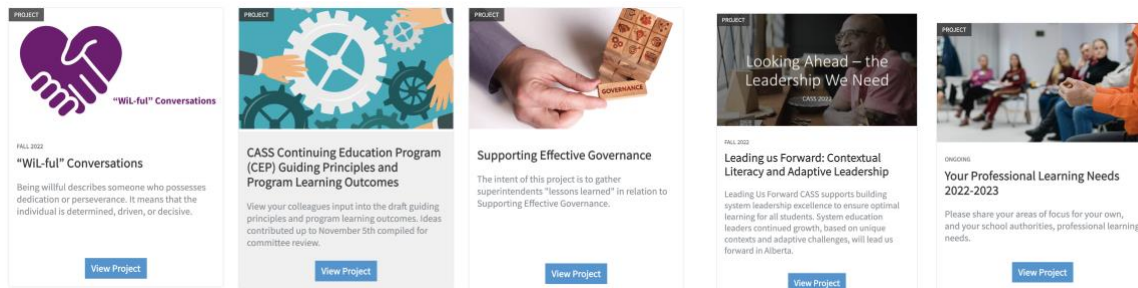 PROJECT
"WiL-ful" Conversations
FALL 2022
"WiL-ful" Conversations
Being willful describes someone who possesses
dedication or perseverance. It means that the
individual is determined, driven, or decisive.
View Project
PROJECT
CASS Continuing Education Program
(CEP) Guiding Principles and
Program Learning Outcomes
View your colleagues input into the draft guiding
principles and program learning outcomes. Ideas
contributed up to November 5th compiled for
committee review.
View Project
PROJECT
GOVERNANCE
Supporting Effective Governance
The intent of this project is to gather
superintendents "lessons learned" in relation to
Supporting Effective Governance.
View Project
PROJECT
Looking Ahead – the
Leadership We Need
CASS 2021
FALL 2022
Leading us Forward: Contextual
Literacy and Adaptive Leadership
Leading Us Forward CASS supports building
system leadership excellence to ensure optimal
learning for all students. System education
leaders continued growth, based on unique
contexts and adaptive challenges, will lead us
forward in Alberta.
View Project
PROJECT
ONGOING
Your Professional Learning Needs
2022-2023
Please share your areas of focus for your own,
and your school authorities, professional learning
needs.
View Project